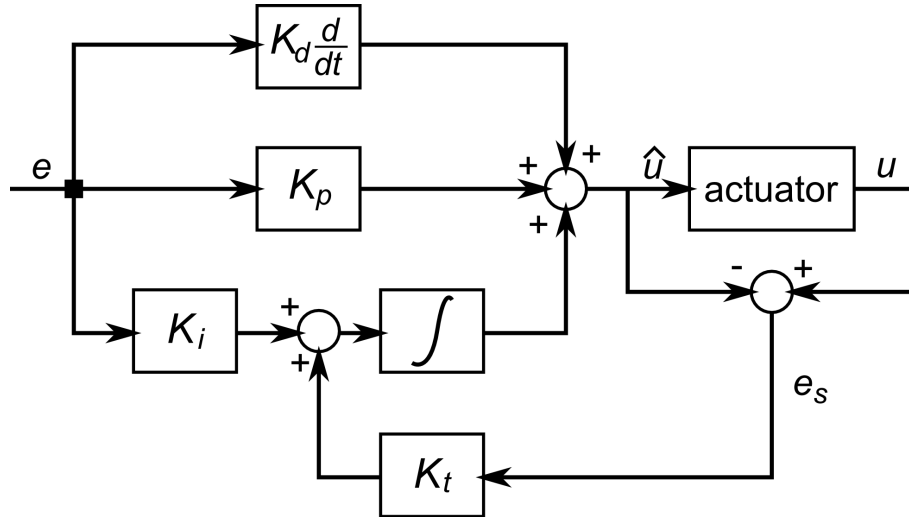 K_d d/dt
e
K_p
+
+
+
û
actuator
u
K_i
+
+
∫
-
+
e_s
K_t